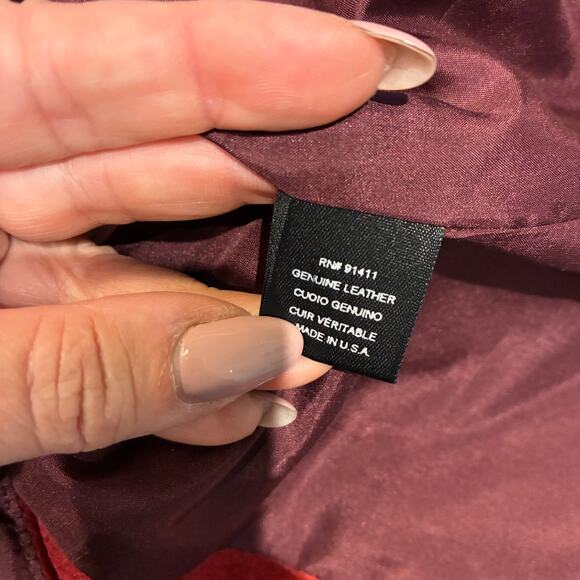 RN# 91411
GENUINE LEATHER
CUOIO GENUINO
CUIR VÉRITABLE
MADE IN U.S.A.